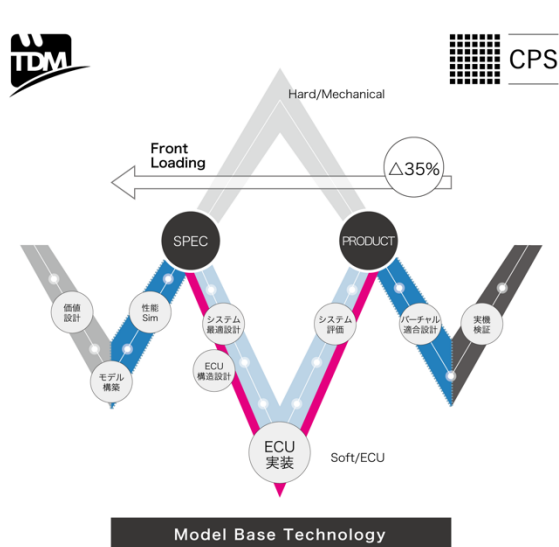 TDM
CPS
Hard/Mechanical
Front
Loading
△35%
SPEC
PRODUCT
価値
設計
性能
Sim
システム
最適設計
システム
評価
バーチャル
適合設計
実機
検証
モデル
構築
ECU
構造設計
ECU
実装
Soft/ECU
Model Base Technology